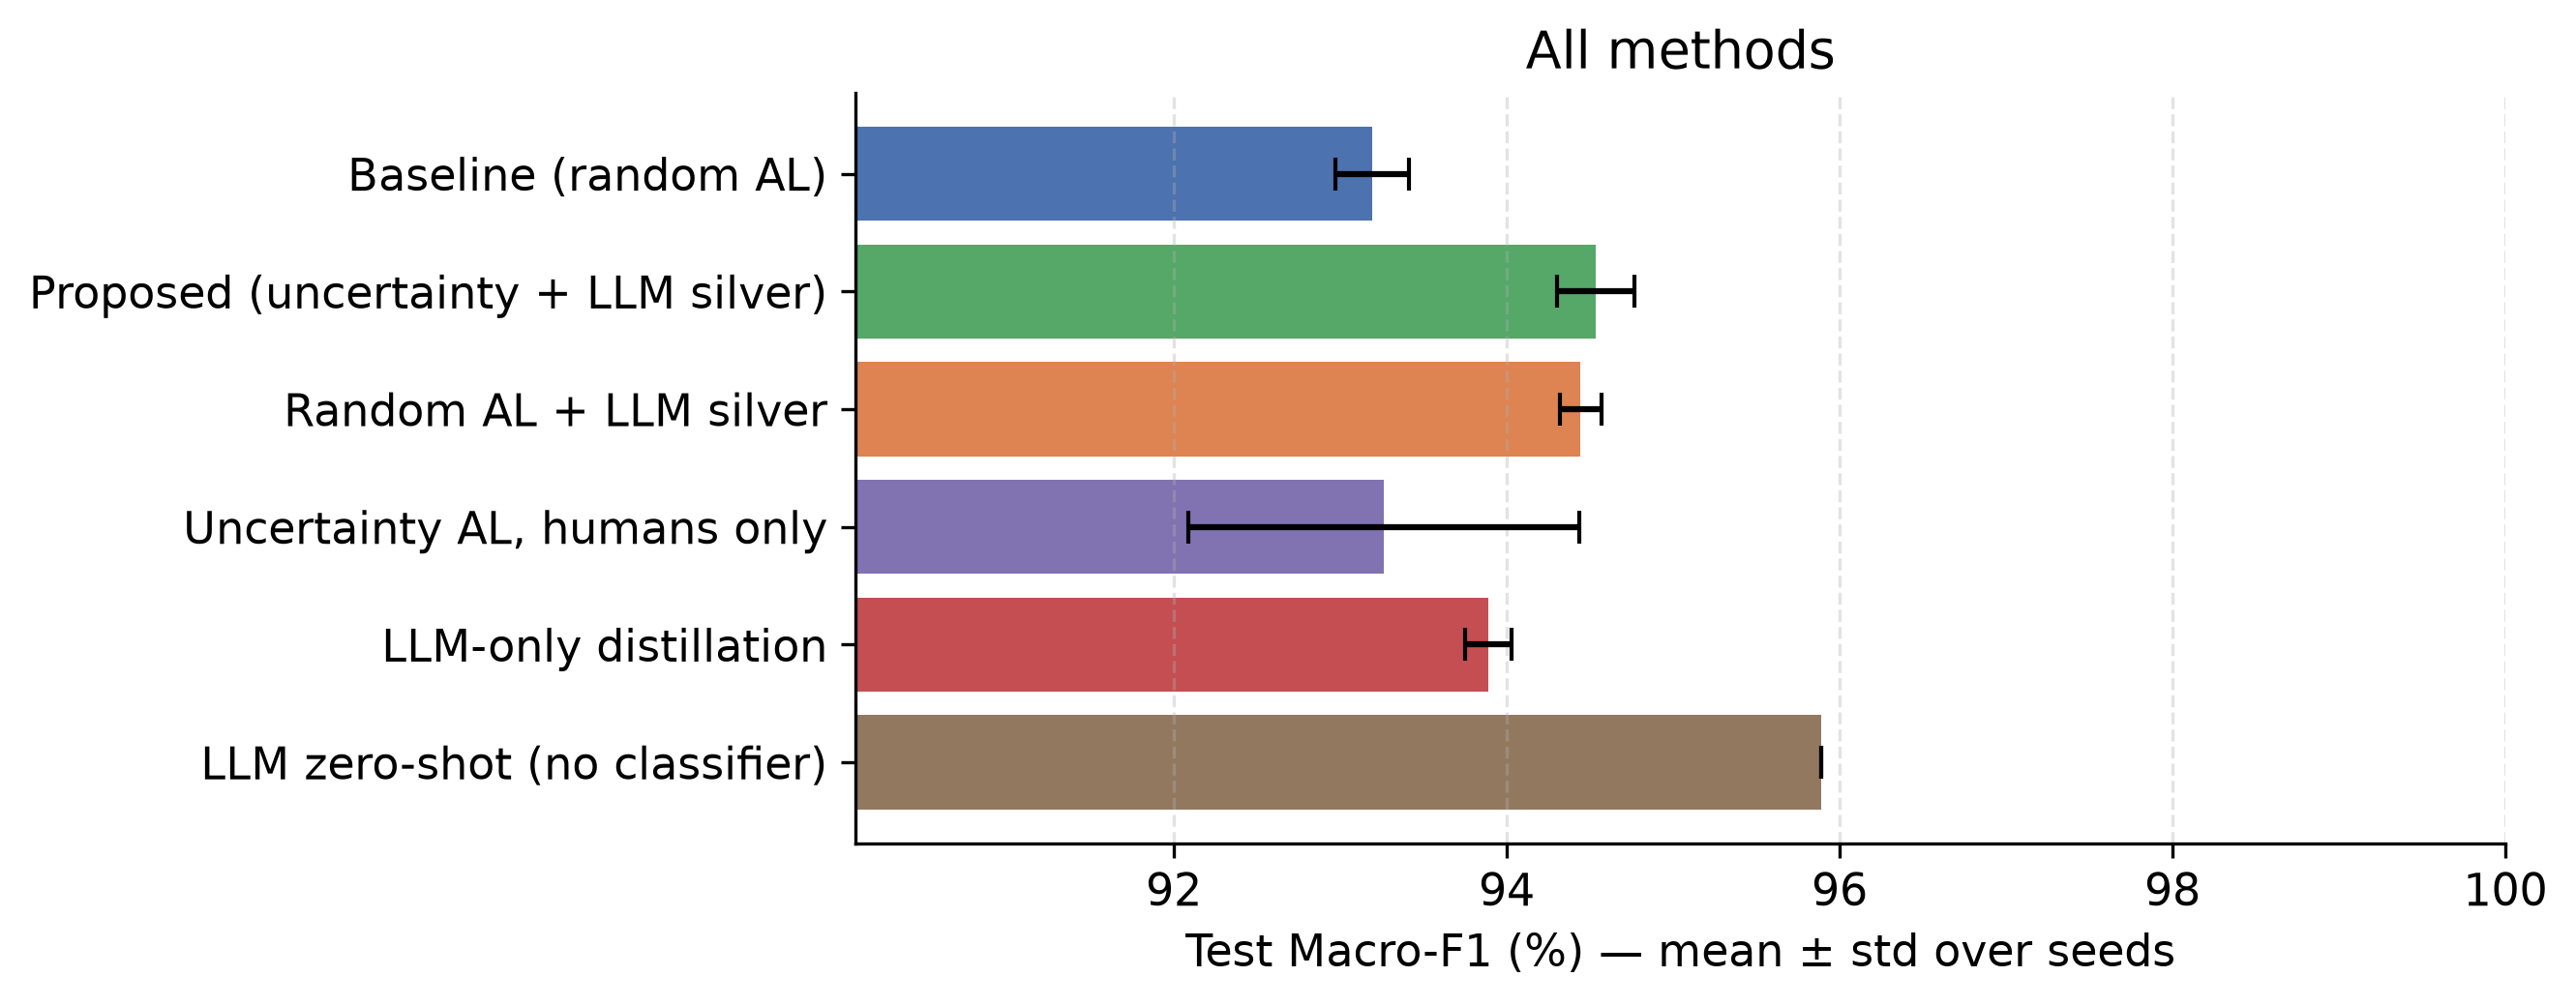 All methods
Baseline (random AL)
Proposed (uncertainty + LLM silver)
Random AL + LLM silver
Uncertainty AL, humans only
LLM-only distillation
LLM zero-shot (no classifier)
92 94 96 98 100
Test Macro-F1 (%) — mean ± std over seeds